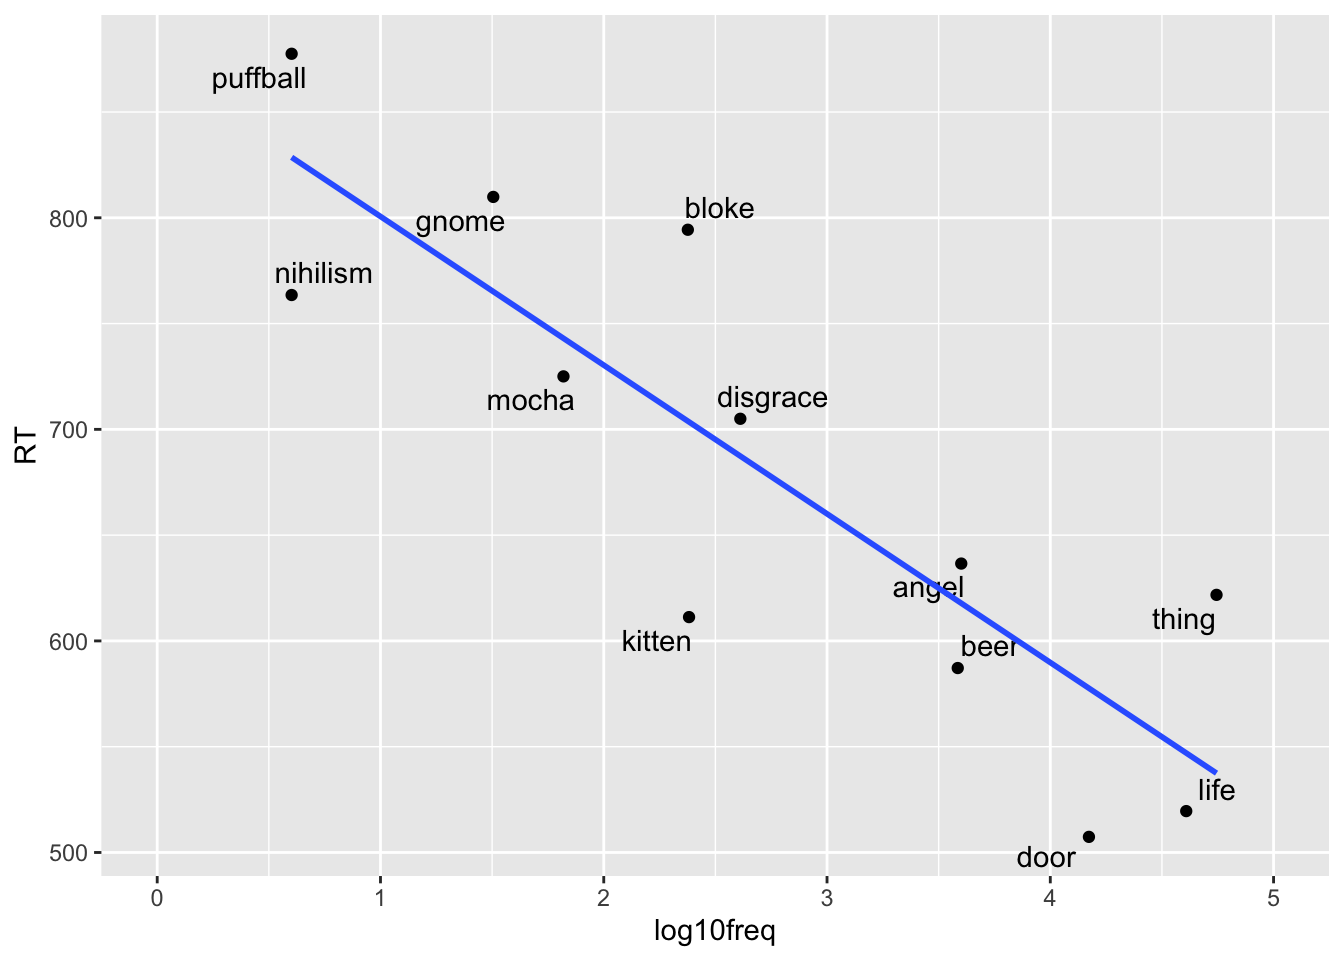 puffball
bloke
gnome
800
nihilism
disgrace
mocha
700
RT
angel
thing
kitten
beer
600
life
door
500
0 1 2 3 4 5
log10freq